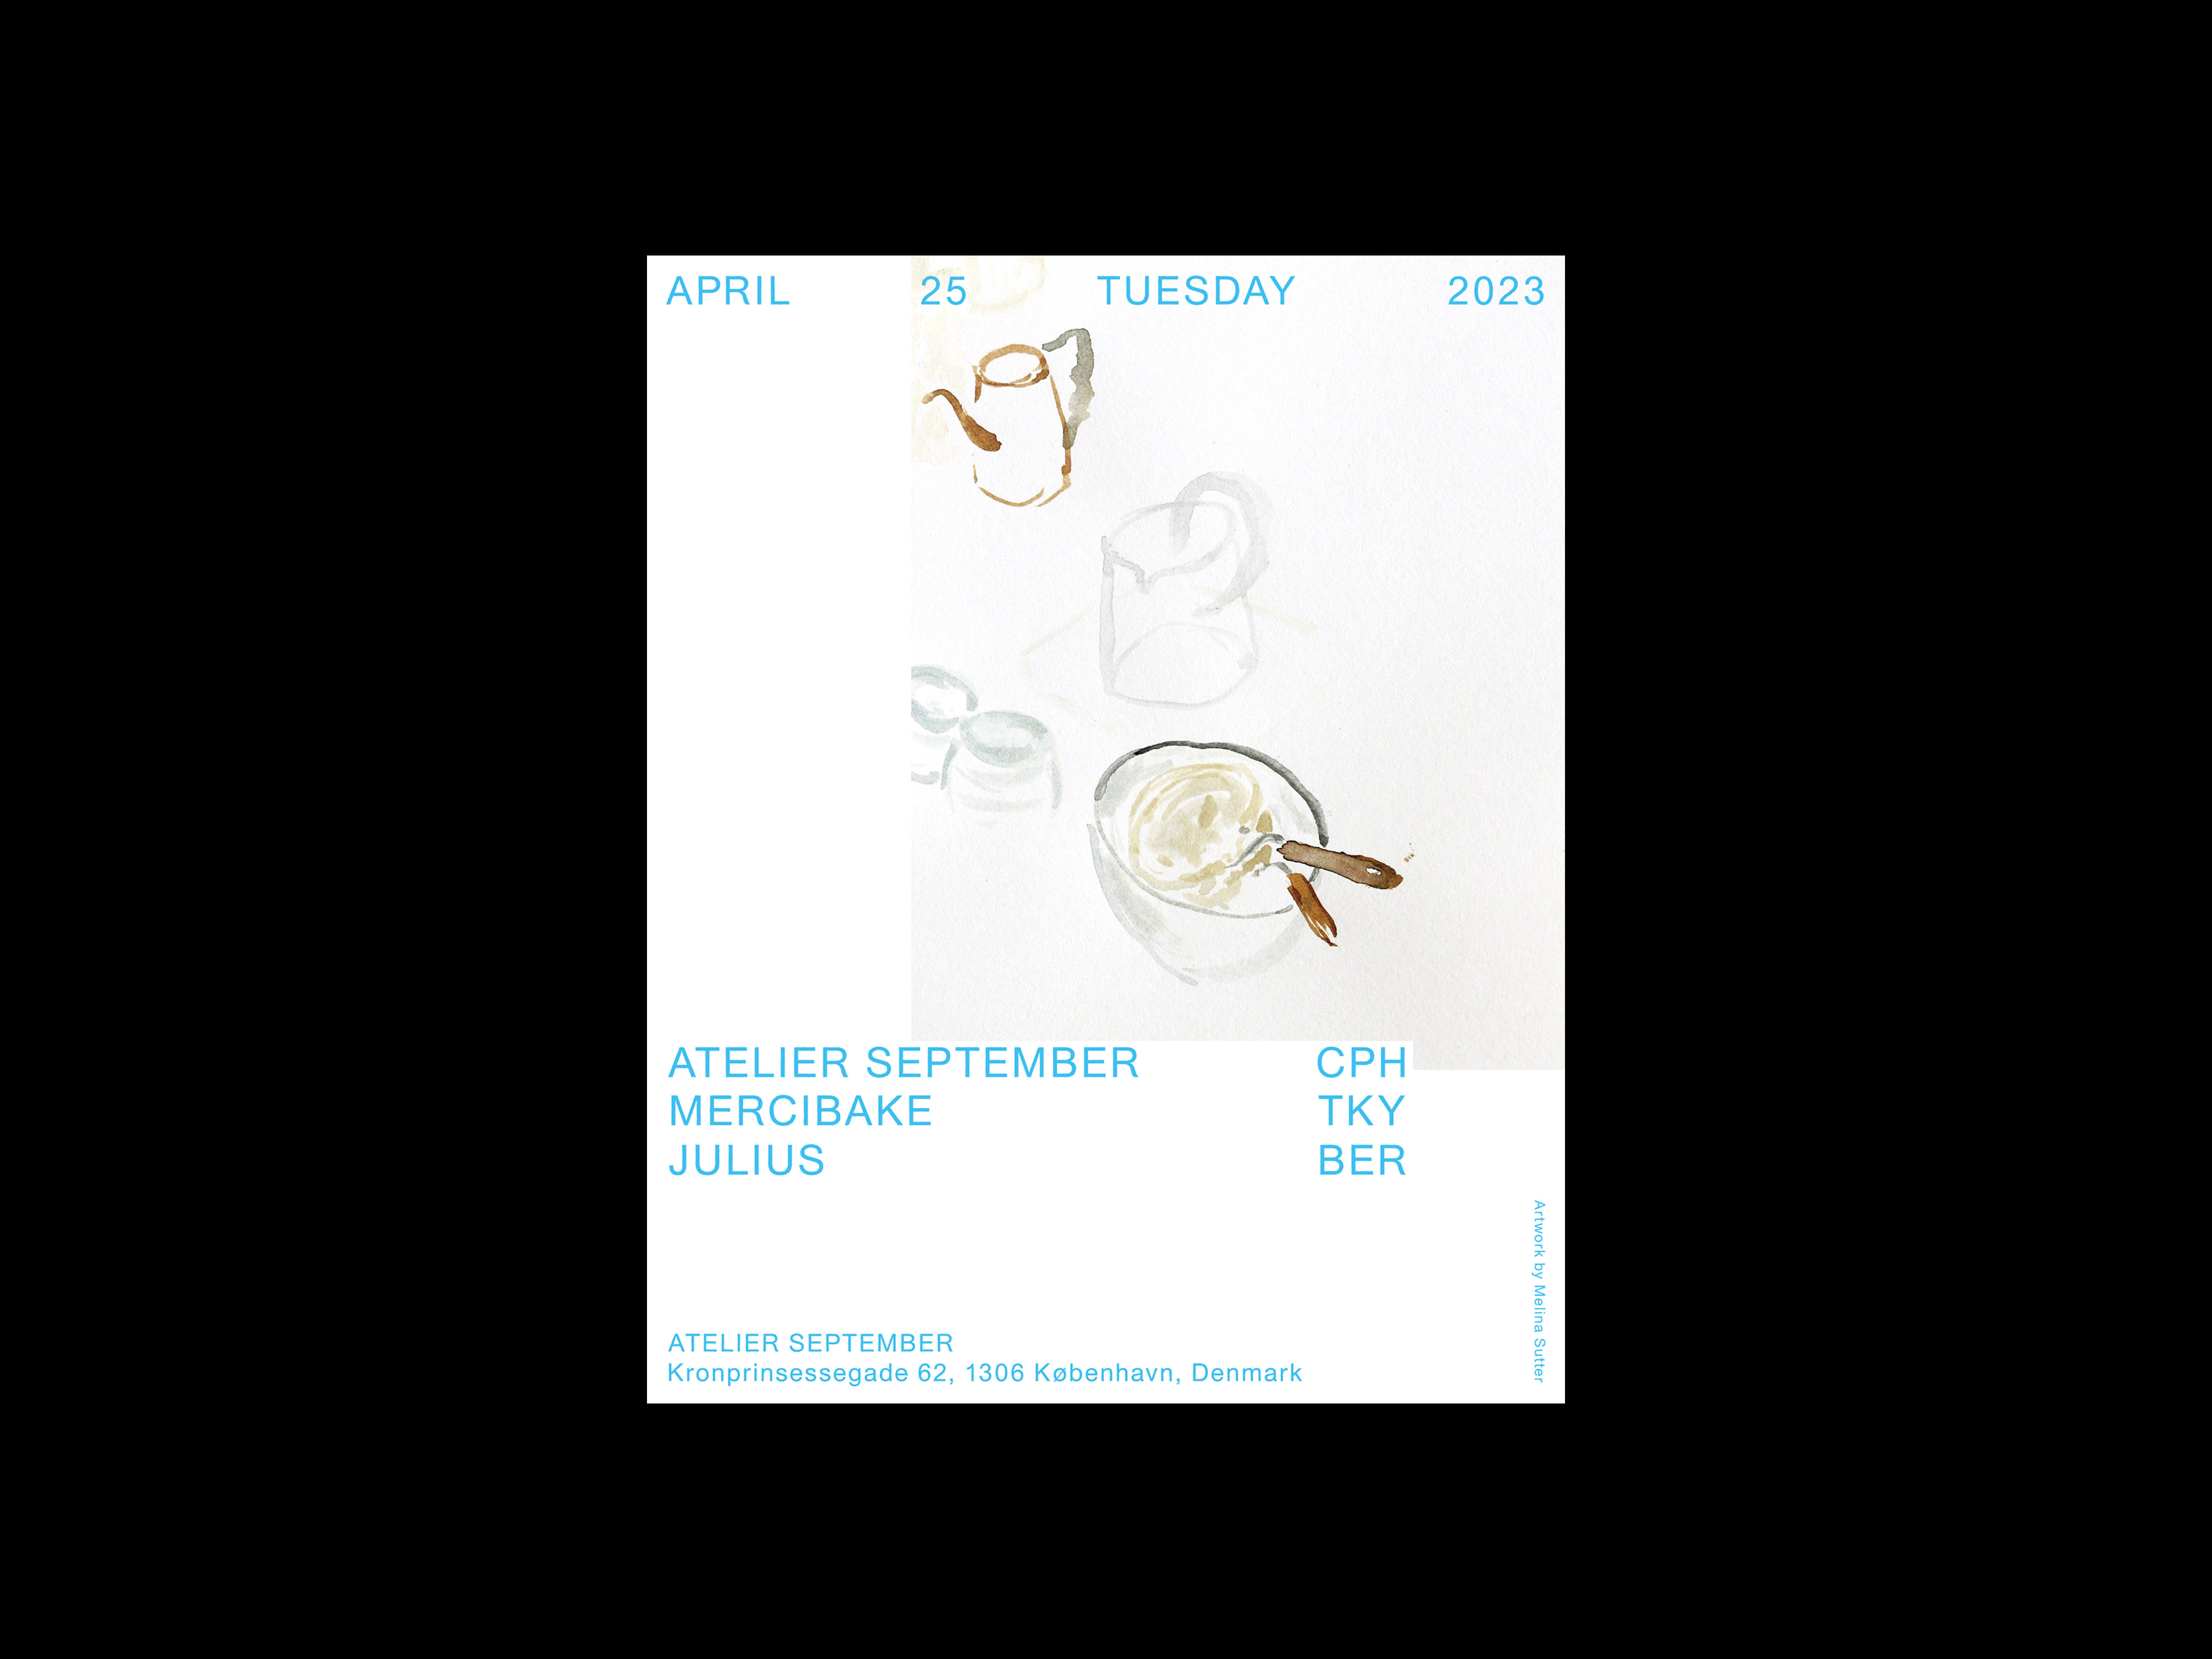 APRIL 25 TUESDAY 2023
ATELIER SEPTEMBER CPH
MERCIBAKE TKY
JULIUS BER
Artwork by Melina Sutter
ATELIER SEPTEMBER
Kronprinsessegade 62, 1306 København, Denmark